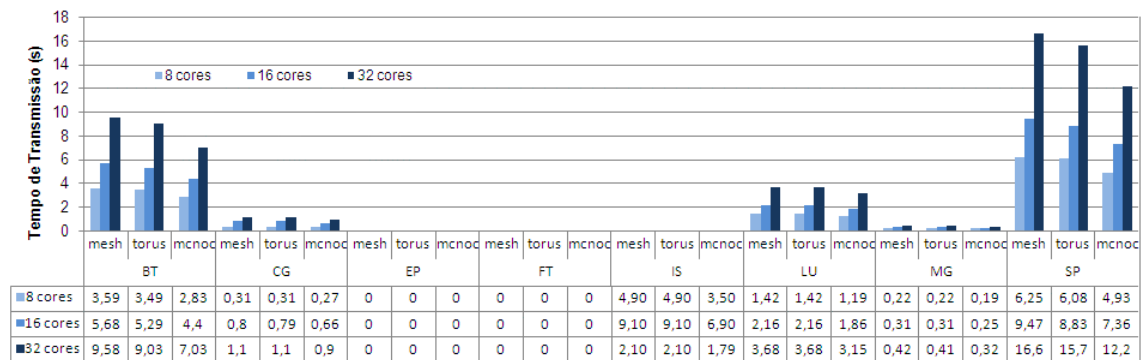 18
16
14
12
10
8
6
4
2
0
Tempo de Transmissão (s)
8 cores 16 cores 32 cores
mesh torus mcnoc mesh torus mcnoc mesh torus mcnoc mesh torus mcnoc mesh torus mcnoc mesh torus mcnoc mesh torus mcnoc mesh torus mcnoc
BT CG EP FT IS LU MG SP
8 cores 3,59 3,49 2,83 0,31 0,31 0,27 0 0 0 0 0 0 4,90 4,90 3,50 1,42 1,42 1,19 0,22 0,22 0,19 6,25 6,08 4,93
16 cores 5,68 5,29 4,4 0,8 0,79 0,66 0 0 0 0 0 0 9,10 9,10 6,90 2,16 2,16 1,86 0,31 0,31 0,25 9,47 8,83 7,36
32 cores 9,58 9,03 7,03 1,1 1,1 0,9 0 0 0 0 0 0 2,10 2,10 1,79 3,68 3,68 3,15 0,42 0,41 0,32 16,6 15,7 12,2